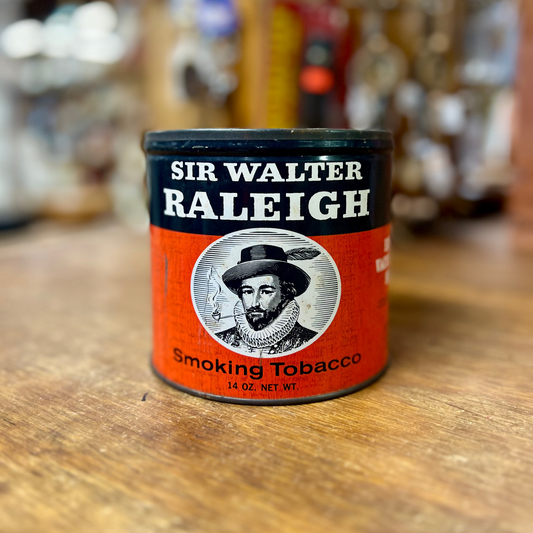 SIR WALTER
RALEIGH
Smoking Tobacco
14 OZ. NET WT.